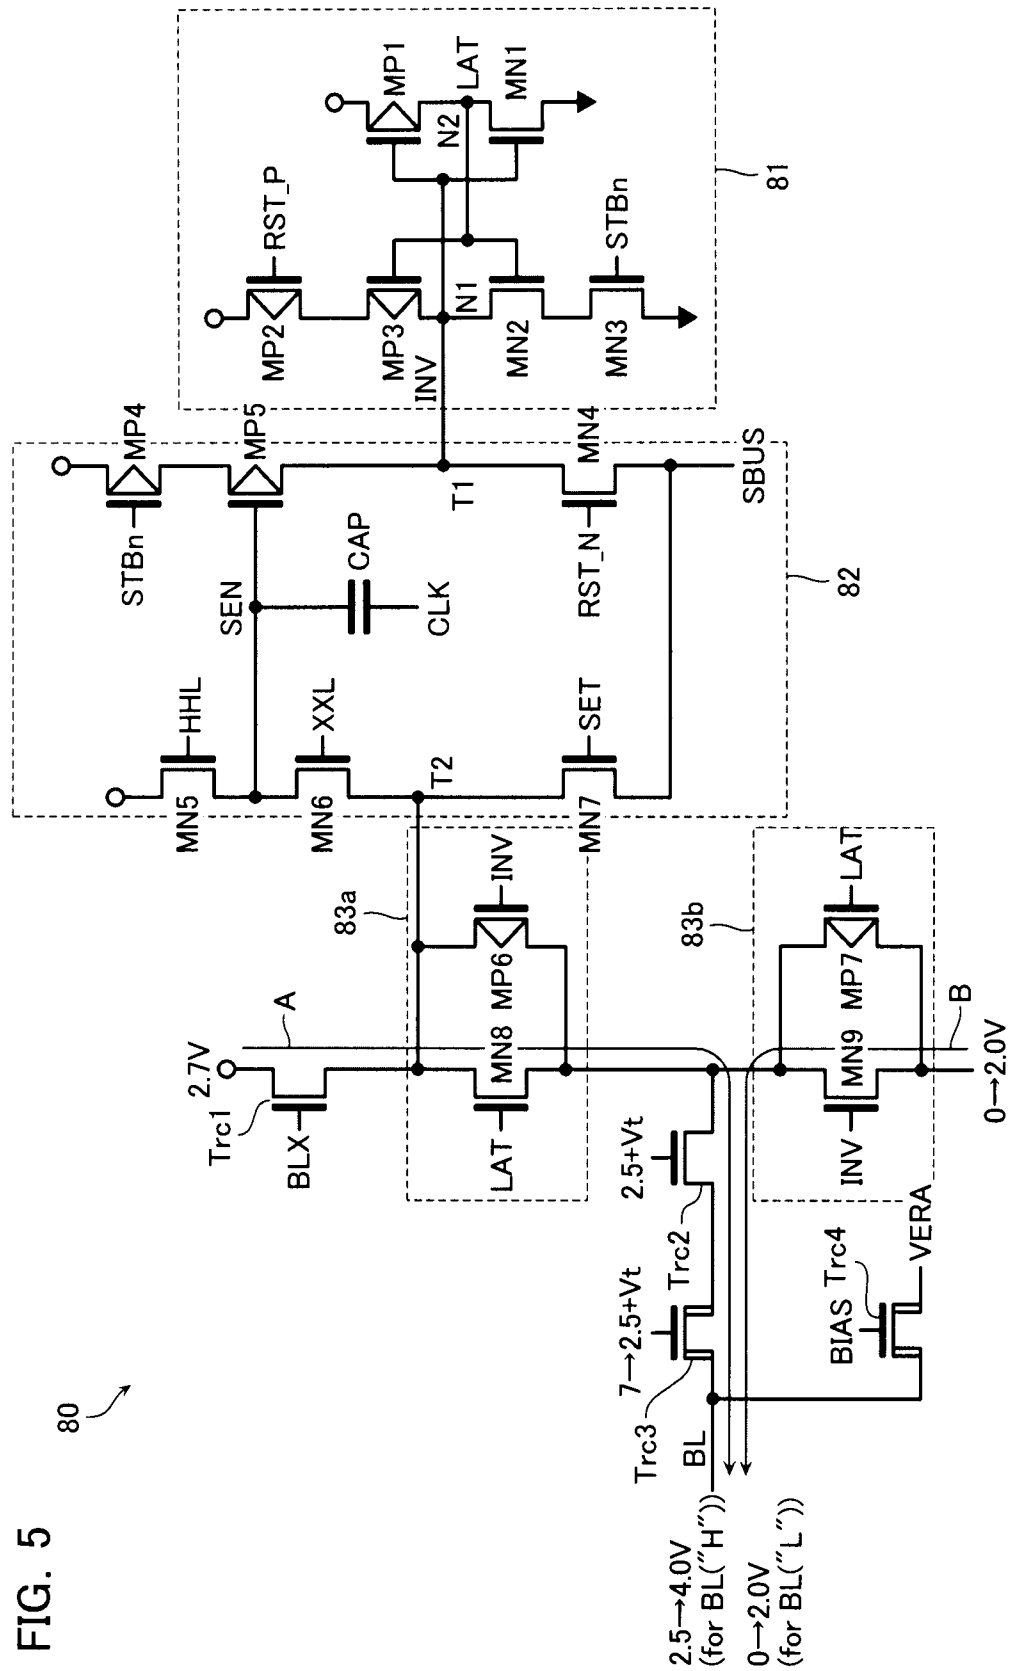 FIG. 5
80
81
82
83a
83b
MP1
LAT
MN1
N2
RST_P
MP2
MP3
N1
INV
MN2
STBn
MN3
MP4
STBn
MP5
SEN
CAP
CLK
T1
MN4
RST_N
SBUS
HHL
MN5
XXL
MN6
T2
SET
MN7
2.7V
A
Trc1
BLX
INV
MP6
MN8
LAT
LAT
MP7
MN9
INV
B
0→2.0V
2.5+Vt
Trc2
7→2.5+Vt
Trc3
BL
BIAS
Trc4
VERA
2.5→4.0V
(for BL("H"))
0→2.0V
(for BL("L"))